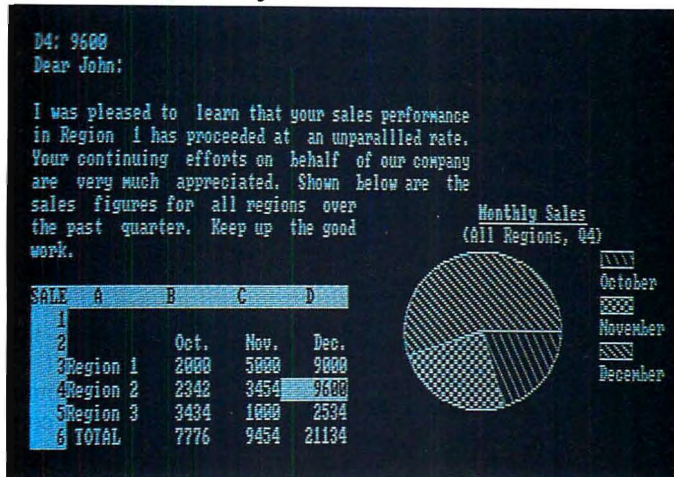 D4: 9600
Dear John:
I was pleased to learn that your sales performance
in Region 1 has proceeded at an unparallled rate.
Your continuing efforts on behalf of our company
are very much appreciated. Shown below are the
sales figures for all regions over
the past quarter. Keep up the good
work.
Monthly Sales
(All Regions, Q4)
October
November
December
SALE A B C D
1
2 Oct. Nov. Dec.
3 Region 1 2000 5000 9000
4 Region 2 2342 3454 9600
5 Region 3 3434 1000 2534
6 TOTAL 7776 9454 21134